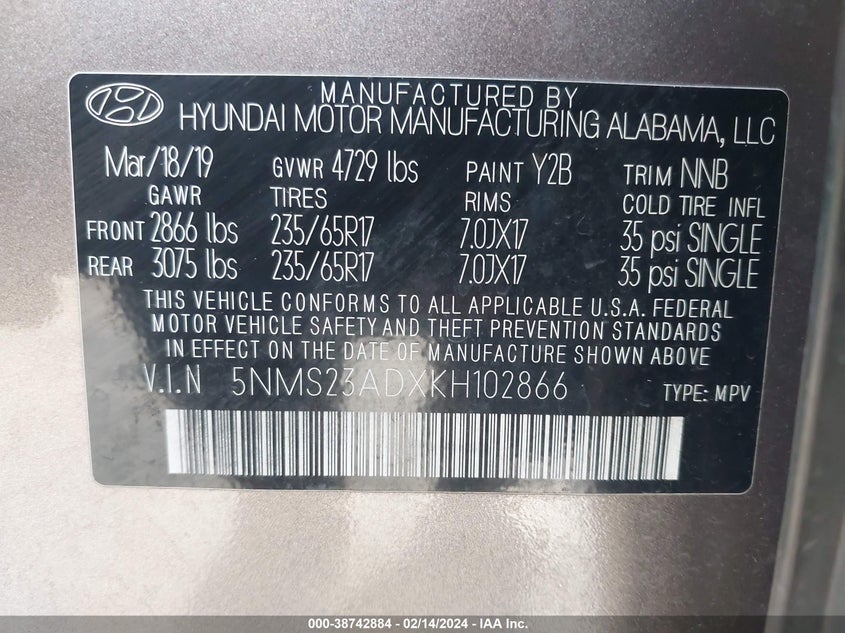 MANUFACTURED BY
HYUNDAI MOTOR MANUFACTURING ALABAMA, LLC
Mar/18/19 GVWR 4729 lbs PAINT Y2B TRIM NNB
GAWR TIRES RIMS COLD TIRE INFL
FRONT 2866 lbs 235/65R17 7.0JX17 35 psi SINGLE
REAR 3075 lbs 235/65R17 7.0JX17 35 psi SINGLE
THIS VEHICLE CONFORMS TO ALL APPLICABLE U.S.A. FEDERAL
MOTOR VEHICLE SAFETY AND THEFT PREVENTION STANDARDS
IN EFFECT ON THE DATE OF MANUFACTURE SHOWN ABOVE.
V.I.N 5NMS23ADXKH102866 TYPE: MPV
000-38742884 - 02/14/2024 - IAA Inc.